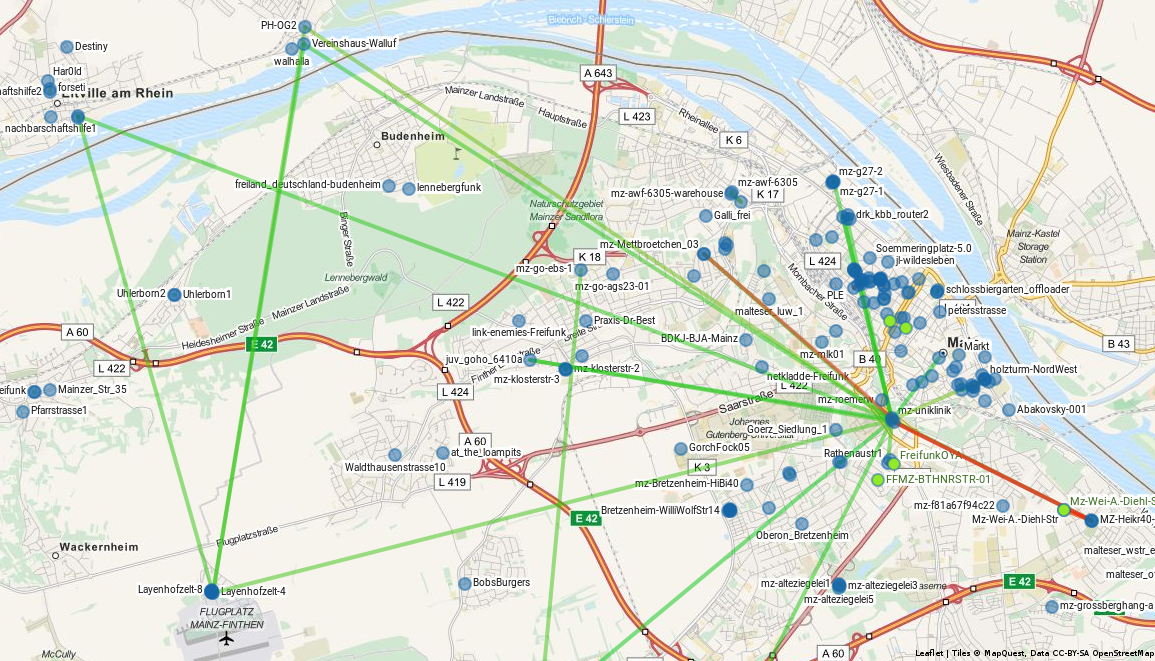 PH-OG2
Biebrich - Schierstein
Vereinshaus-Walluf
Destiny
walhalla
A 643
Har0ld
forseti
aftshilfe2
Eltville am Rhein
Mainzer Landstraße
L 423
Hauptstraße
Rheinallee
nachbarschaftshilfe1
Budenheim
K 6
Wiesbadener Straße
mz-g27-2
freiland_deutschland-budenheim
lennebergfunk
mz-awf-6305
mz-awf-6305-warehouse
K 17
mz-g27-1
Naturschutzgebiet
Mainzer Sandflora
Galli_frei
drk_kbb_router2
Binger Straße
Mainz-Kastel
Storage
Station
mz-Mettbroetchen_03
Soemmeringplatz-5.0
K 18
L 424
jl-wildesleben
mz-go-ebs-1
Lennebergwald
mz-go-ags23-01
Mombacher Straße
Uhlerborn2
Uhlerborn1
Mainzer Landstraße
L 422
PLE
schlossbiergarten_offloader
malteser_luw_1
petersstrasse
A 60
Heidesheimer Straße
link-enemies-Freifunk
Praxis-Dr-Best
E 42
BDKJ-BJA-Mainz
Markt
B 43
juv_goho_6410a
mz-mlk01
B 40
L 422
mz-klosterstr-2
holzturm-NordWest
mz-klosterstr-3
Finther
netkladde-Freifunk
L 422
eifunk
Mainzer_Str_35
L 424
Saarstraße
mz-uniklinik
Pfarrstrasse1
Abakovsky-001
Johannes
Gutenberg-Universität
Goerz_Siedlung_1
A 60
at_the_loampits
GorchFock05
Rathenaustr1
FreifunkOYA
Waldthausenstrasse10
K 3
L 419
mz-Bretzenheim-HiBi40
FFMZ-BTHNRSTR-01
Mz-Wei-A.-Diehl-S
mz-f81a67f94c22
Bretzenheim-WilliWolfStr14
E 42
Mz-Wei-A.-Diehl-Str
MZ-Heikr40-
Flugplatzstraße
Oberon_Bretzenheim
Wackernheim
malteser_wstr_e
malteser_o
Layenhofzelt-8
Layenhofzelt-4
BobsBurgers
mz-alteziegelei1
mz-alteziegelei3
mz-alteziegelei5
E 42
FLUGPLATZ
MAINZ-FINTHEN
mz-grossberghang-a
McCully
A 60
Leaflet | Tiles © MapQuest, Data CC-BY-SA OpenStreetMap